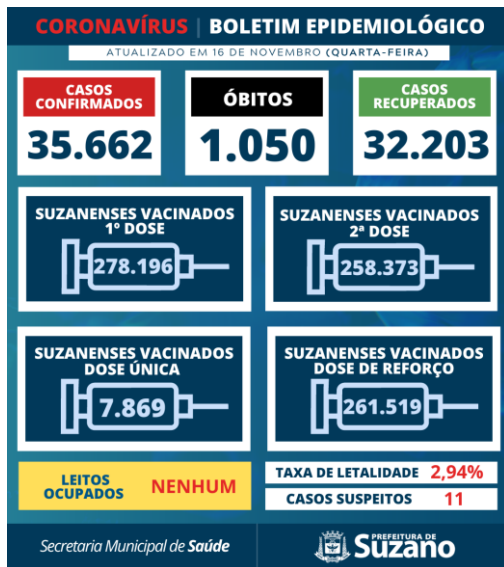 CORONAVÍRUS | BOLETIM EPIDEMIOLÓGICO
ATUALIZADO EM 16 DE NOVEMBRO (QUARTA-FEIRA)
CASOS
CONFIRMADOS
35.662
ÓBITOS
1.050
CASOS
RECUPERADOS
32.203
SUZANENSES VACINADOS
1º DOSE
278.196
SUZANENSES VACINADOS
2ª DOSE
258.373
SUZANENSES VACINADOS
DOSE ÚNICA
7.869
SUZANENSES VACINADOS
DOSE DE REFORÇO
261.519
LEITOS
OCUPADOS
NENHUM
TAXA DE LETALIDADE 2,94%
CASOS SUSPEITOS 11
Secretaria Municipal de Saúde
PREFEITURA DE
Suzano